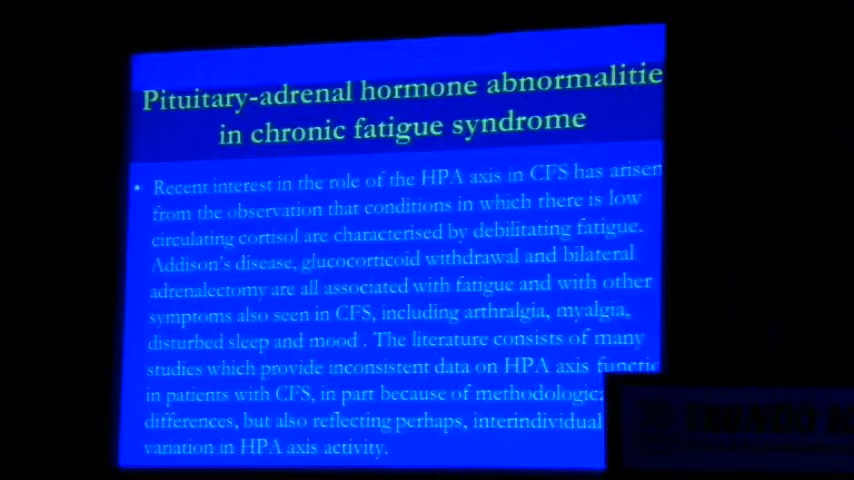 Pituitary-adrenal hormone abnormalitie
in chronic fatigue syndrome
• Recent interest in the role of the HPA axis in CFS has arisen
from the observation that conditions in which there is low
circulating cortisol are characterised by debilitating fatigue.
Addison's disease, glucocorticoid withdrawal and bilateral
adrenalectomy are all associated with fatigue and with other
symptoms also seen in CFS, including arthralgia, myalgia,
disturbed sleep and mood . The literature consists of many
studies which provide inconsistent data on HPA axis functio
in patients with CFS, in part because of methodologica
differences, but also reflecting perhaps, interindividual
variation in HPA axis activity.